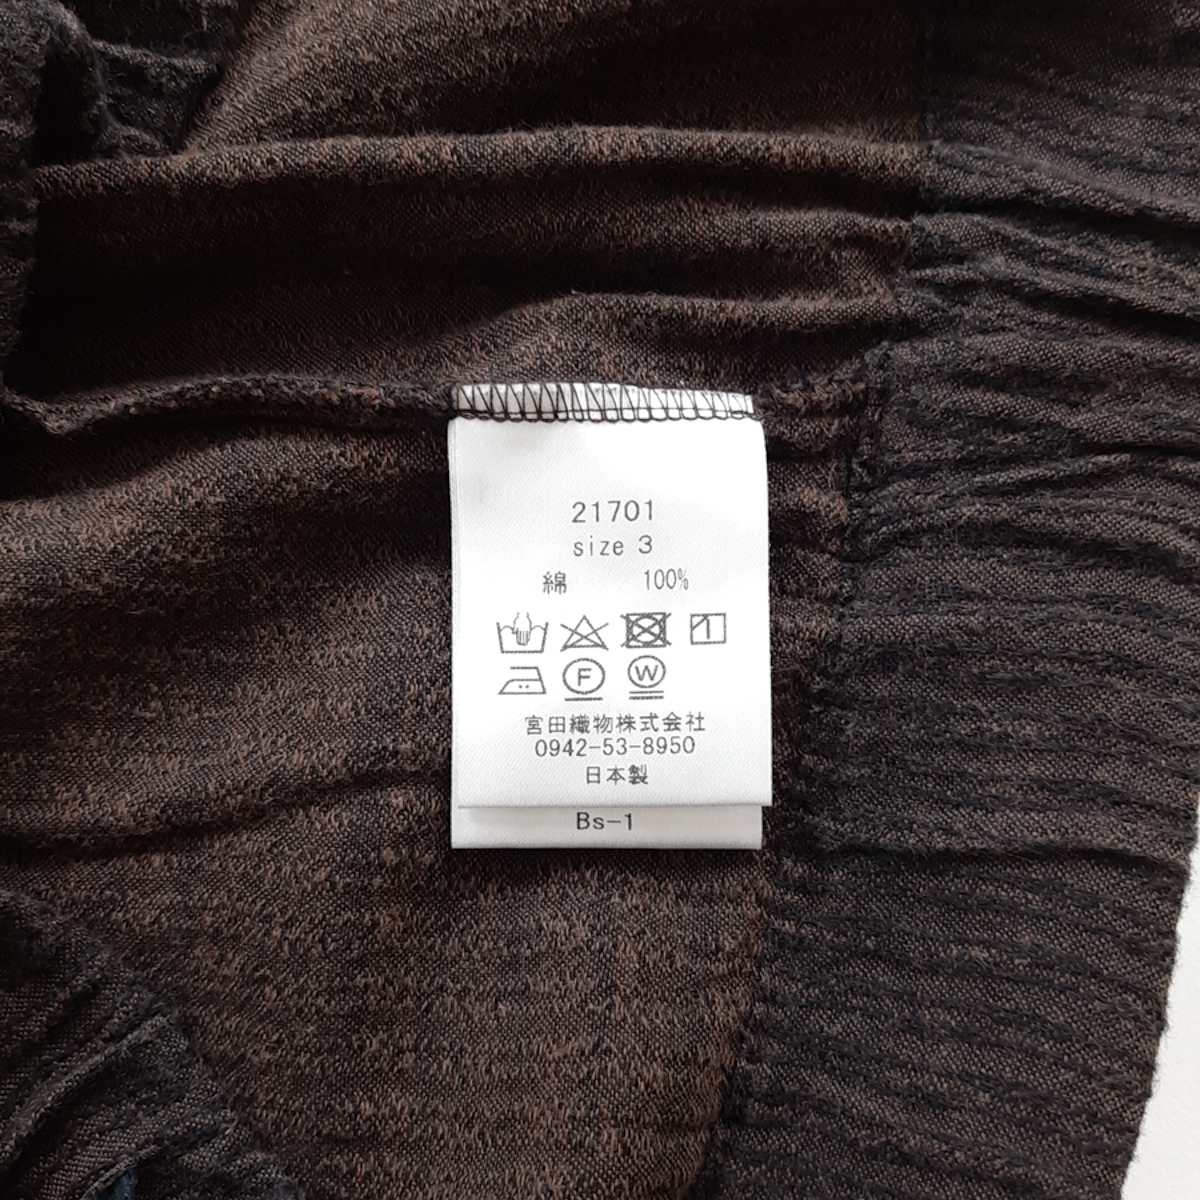 21701
size 3
綿 100%
F W
宮田織物株式会社
0942-53-8950
日本製
Bs-1